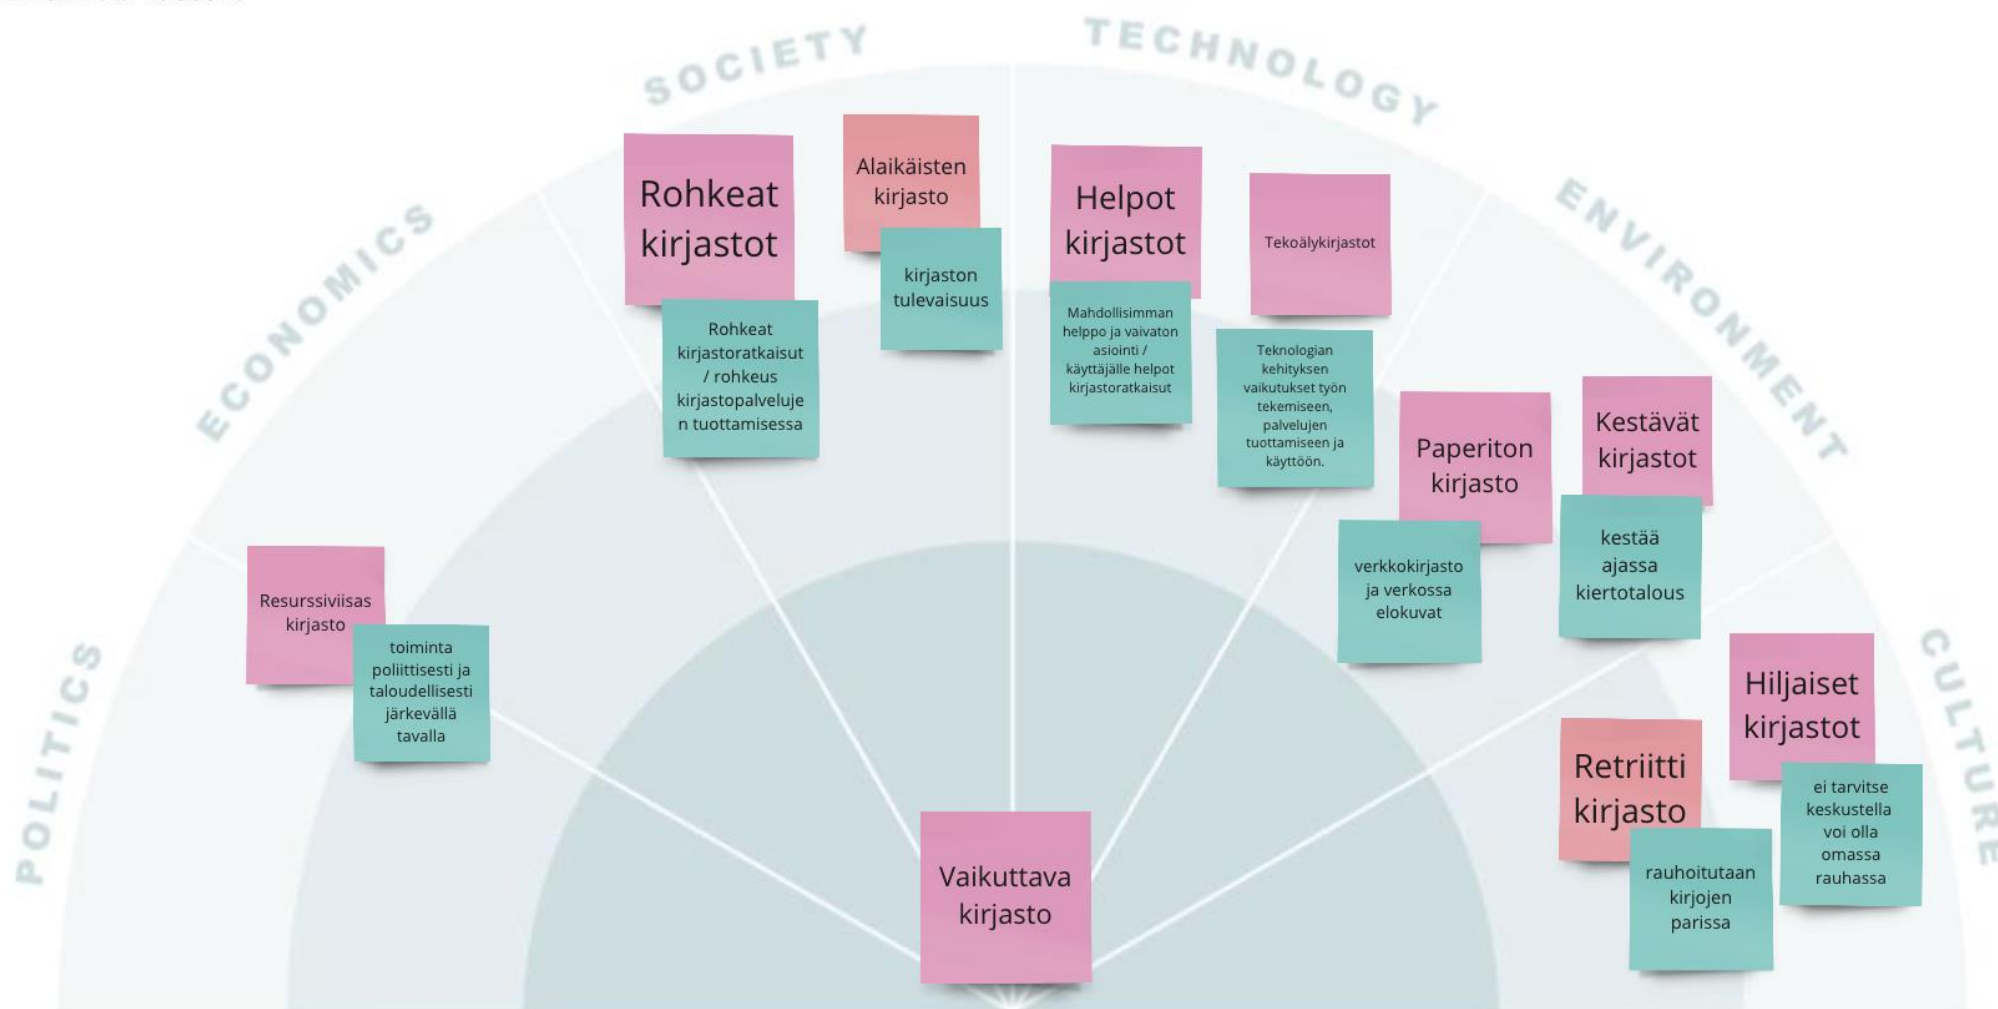 SOCIETY
TECHNOLOGY
ECONOMICS
ENVIRONMENT
POLITICS
CULTURE
Rohkeat
kirjastot
Rohkeat
kirjastoratkaisut
/ rohkeus
kirjastopalveluje
n tuottamisessa
Alaikäisten
kirjasto
kirjaston
tulevaisuus
Helpot
kirjastot
Mahdollisimman
helppo ja vaivaton
asiointi /
käyttäjälle helpot
kirjastoratkaisut
Tekoälykirjastot
Teknologian
kehityksen
vaikutukset työn
tekemiseen,
palvelujen
tuottamiseen ja
käyttöön.
Paperiton
kirjasto
verkkokirjasto
ja verkossa
elokuvat
Kestävät
kirjastot
kestää
ajassa
kiertotalous
Resurssiviisas
kirjasto
toiminta
poliittisesti ja
taloudellisesti
järkevällä
tavalla
Hiljaiset
kirjastot
ei tarvitse
keskustella
voi olla
omassa
rauhassa
Retriitti
kirjasto
rauhoitutaan
kirjojen
parissa
Vaikuttava
kirjasto